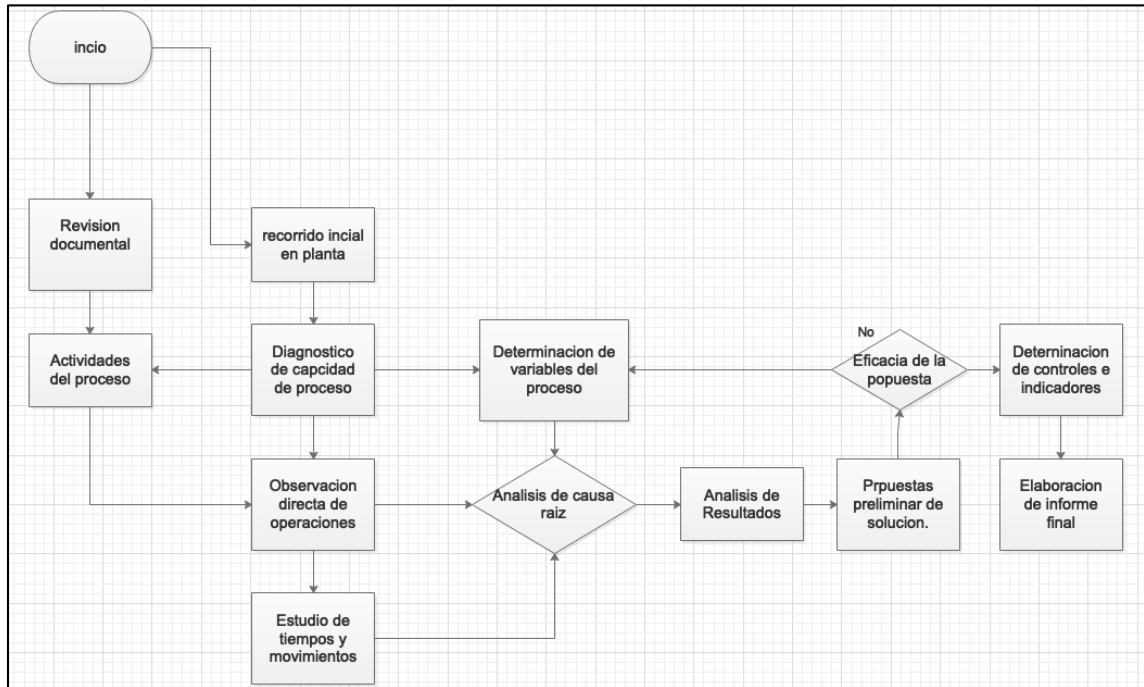 incio
Revision
documental
recorrido incial
en planta
Actividades
del proceso
Diagnostico
de capcidad
de proceso
Determinacion de
variables del
proceso
No
Eficacia de la
popuesta
Deterninacion
de controles e
indicadores
Observacion
directa de
operaciones
Analisis de causa
raiz
Analisis de
Resultados
Prpuestas
preliminar de
solucion.
Elaboracion
de informe
final
Estudio de
tiempos y
movimientos